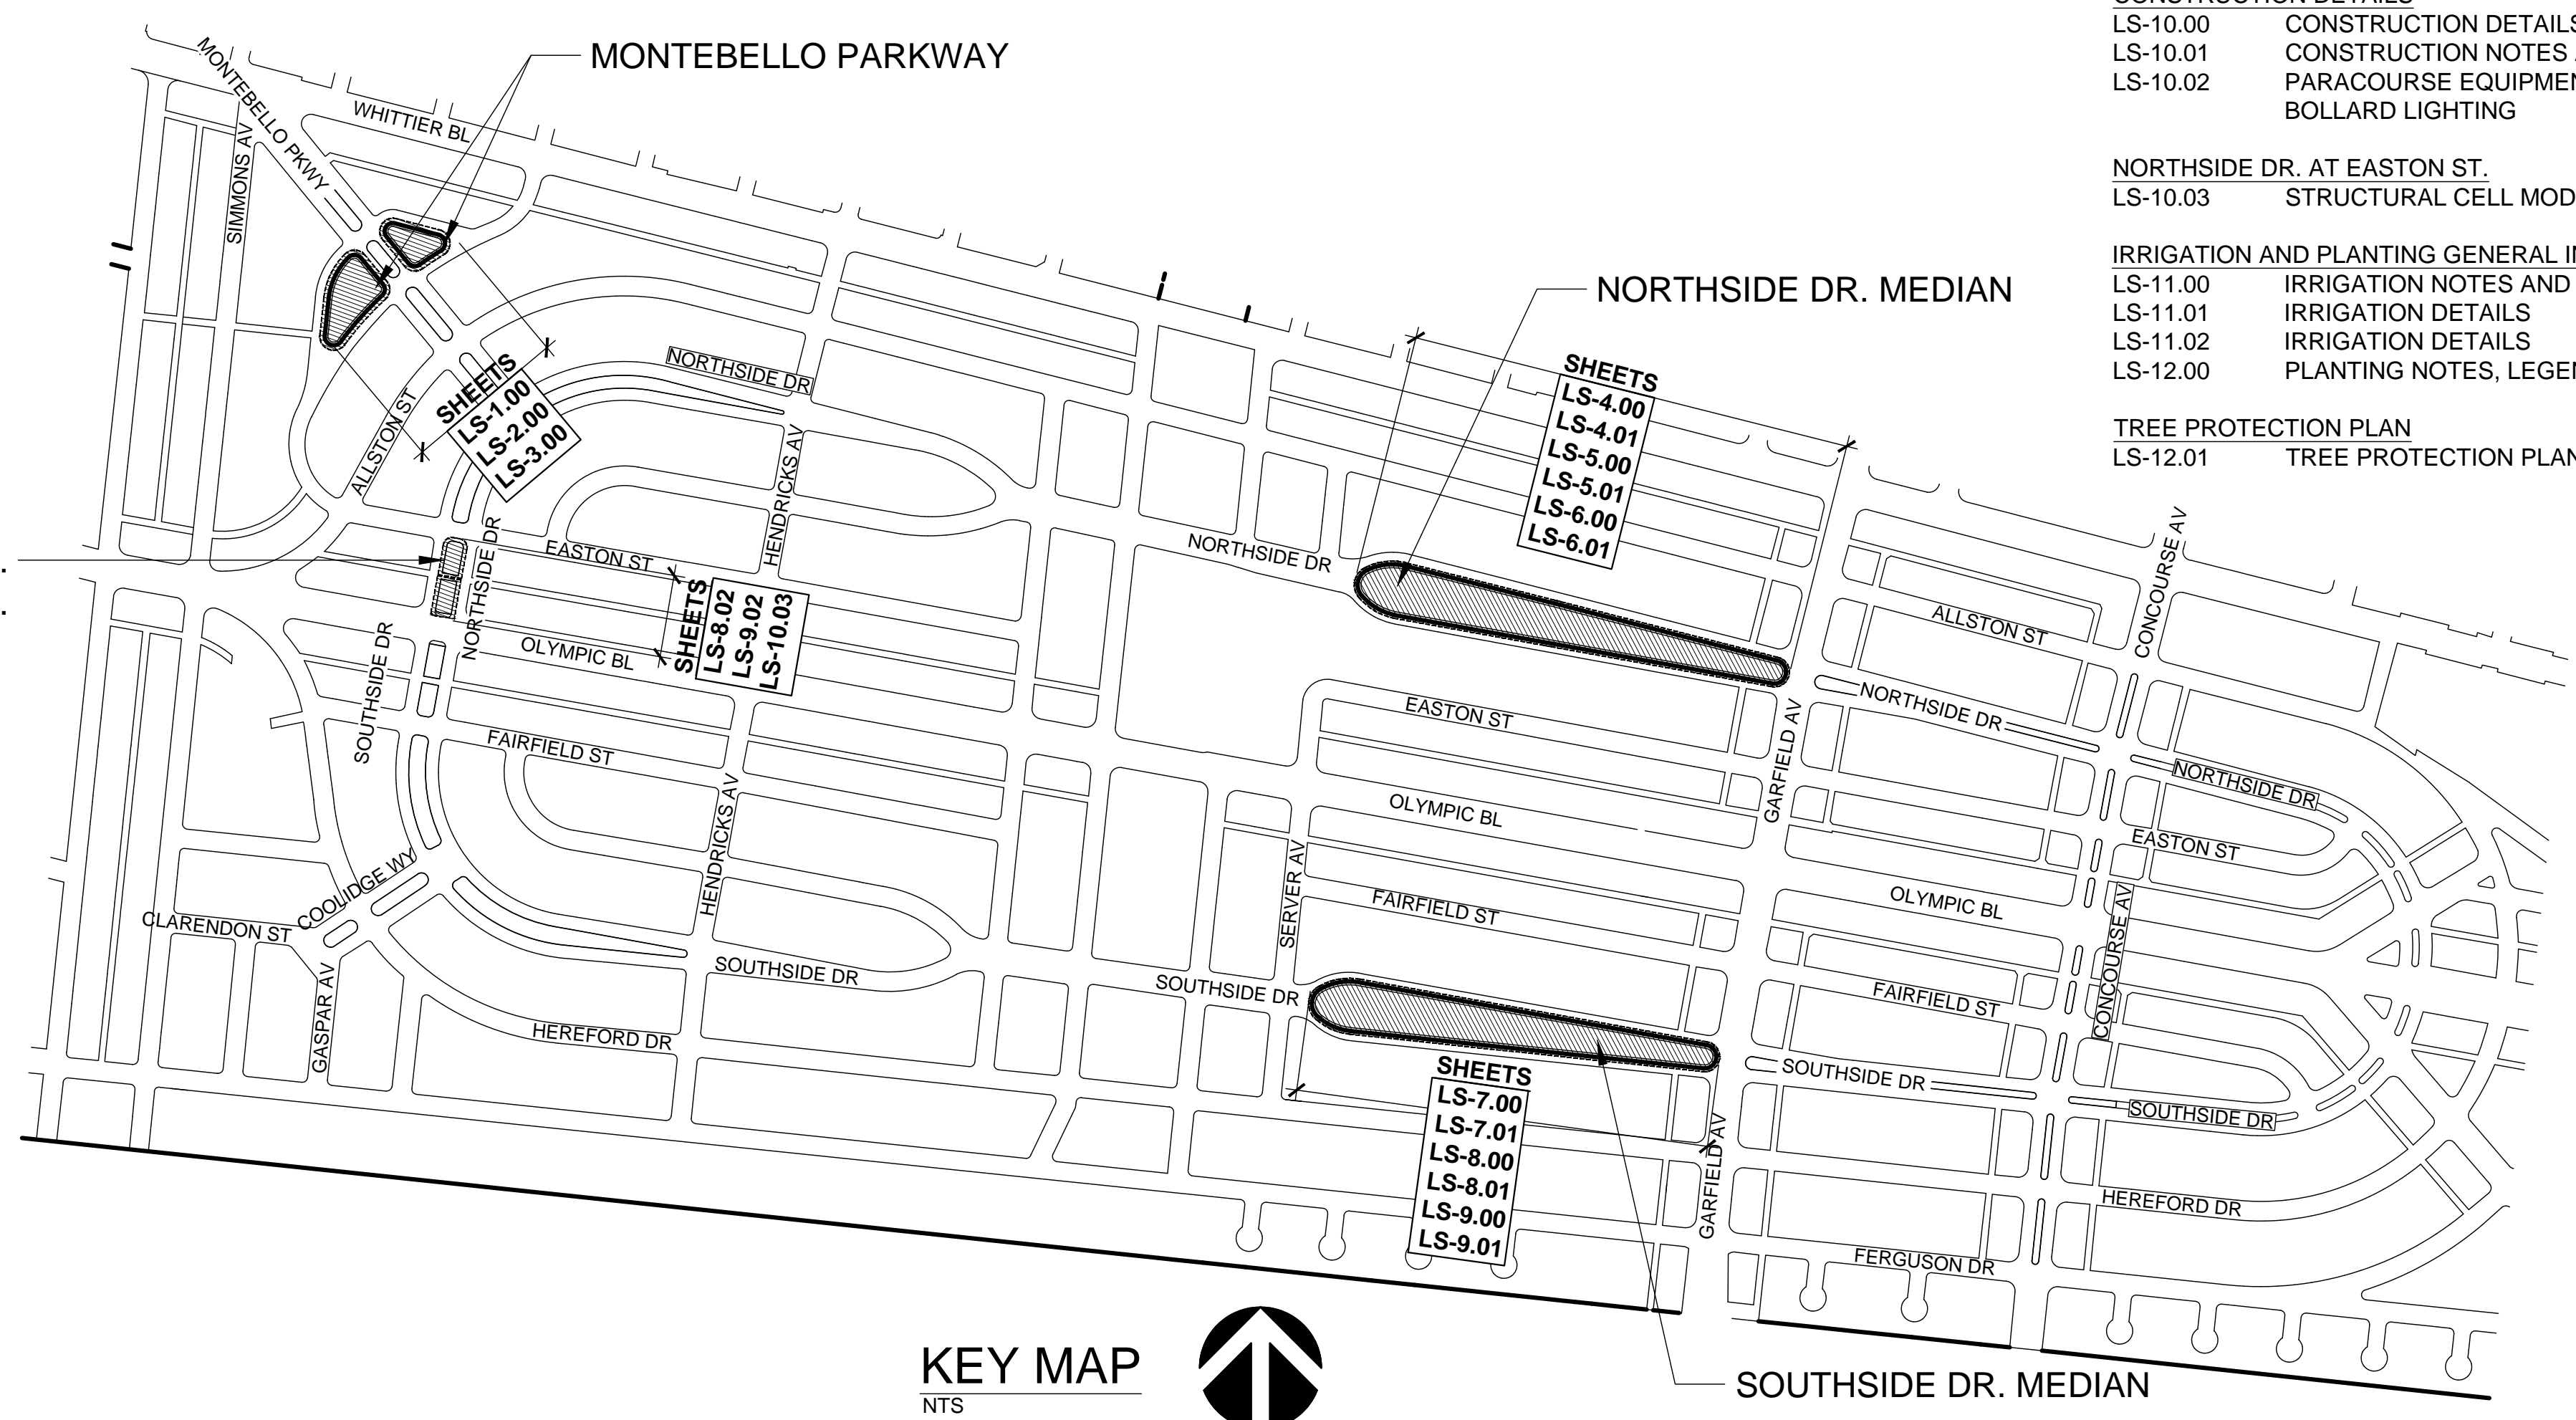 CONSTRUCTION DETAILS
LS-10.00 CONSTRUCTION DETAILS
LS-10.01 CONSTRUCTION NOTES
LS-10.02 PARACOURSE EQUIPMEN
BOLLARD LIGHTING
NORTHSIDE DR. AT EASTON ST.
LS-10.03 STRUCTURAL CELL MOD
IRRIGATION AND PLANTING GENERAL IN
LS-11.00 IRRIGATION NOTES AND
LS-11.01 IRRIGATION DETAILS
LS-11.02 IRRIGATION DETAILS
LS-12.00 PLANTING NOTES, LEGEN
TREE PROTECTION PLAN
LS-12.01 TREE PROTECTION PLAN
MONTEBELLO PARKWAY
MONTEBELLO PKWY
WHITTIER BL
SIMMONS AV
NORTHSIDE DR. MEDIAN
NORTHSIDE DR
SHEETS
LS-1.00
LS-2.00
LS-3.00
ALLSTON ST
HENDRICKS AV
SHEETS
LS-4.00
LS-4.01
LS-5.00
LS-5.01
LS-6.00
LS-6.01
NORTHSIDE DR
EASTON ST
NORTHSIDE DR
SHEETS
LS-8.02
LS-9.02
LS-10.03
OLYMPIC BL
SOUTHSIDE DR
FAIRFIELD ST
HENDRICKS AV
CONCOURSE AV
ALLSTON ST
NORTHSIDE DR
EASTON ST
GARFIELD AV
NORTHSIDE DR
OLYMPIC BL
EASTON ST
SERVER AV
FAIRFIELD ST
OLYMPIC BL
CONCOURSE AV
COOLIDGE WY
CLARENDON ST
GASPAR AV
SOUTHSIDE DR
SOUTHSIDE DR
HEREFORD DR
FAIRFIELD ST
SOUTHSIDE DR
SOUTHSIDE DR
SHEETS
LS-7.00
LS-7.01
LS-8.00
LS-8.01
LS-9.00
LS-9.01
GARFIELD AV
HEREFORD DR
FERGUSON DR
KEY MAP
NTS
SOUTHSIDE DR. MEDIAN